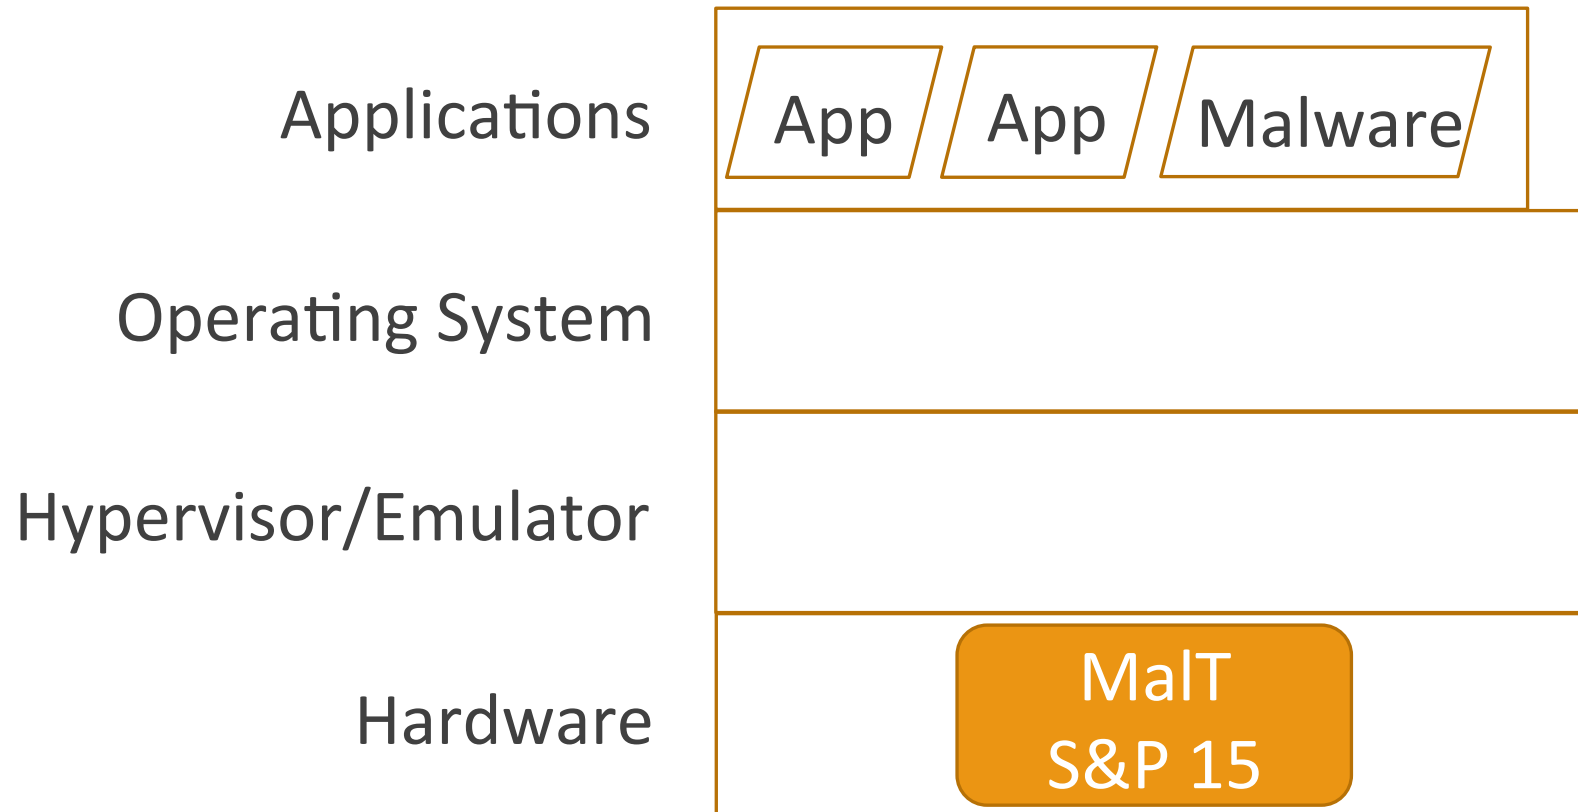 Applications
App
App
Malware
Operating System
Hypervisor/Emulator
Hardware
MalT
S&P 15